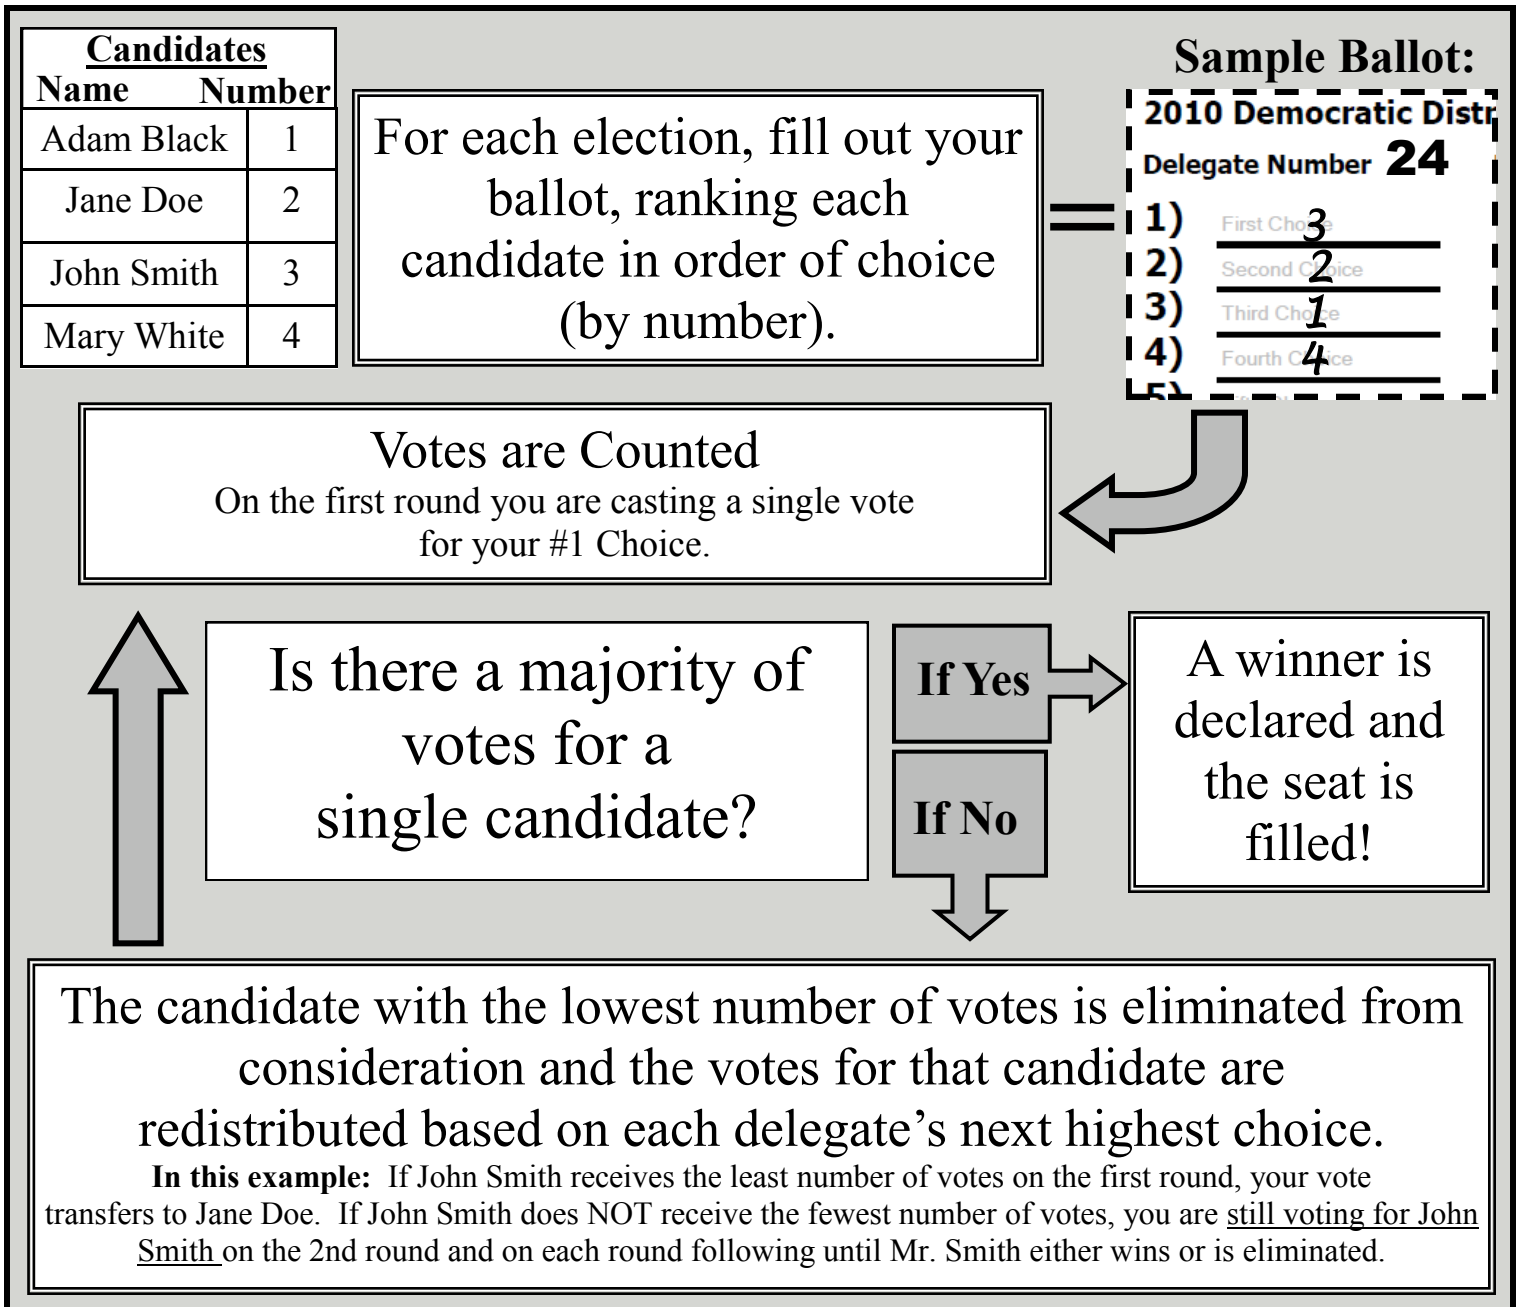 Candidates
Name Number
Adam Black 1
Jane Doe 2
John Smith 3
Mary White 4
For each election, fill out your
ballot, ranking each
candidate in order of choice
(by number).
=
Sample Ballot:
2010 Democratic Distr
Delegate Number 24
1) First Choice 3
2) Second Choice 2
3) Third Choice 1
4) Fourth Choice 4
5)
Votes are Counted
On the first round you are casting a single vote
for your #1 Choice.
Is there a majority of
votes for a
single candidate?
If Yes
If No
A winner is
declared and
the seat is
filled!
The candidate with the lowest number of votes is eliminated from
consideration and the votes for that candidate are
redistributed based on each delegate’s next highest choice.
In this example: If John Smith receives the least number of votes on the first round, your vote
transfers to Jane Doe. If John Smith does NOT receive the fewest number of votes, you are still voting for John
Smith on the 2nd round and on each round following until Mr. Smith either wins or is eliminated.